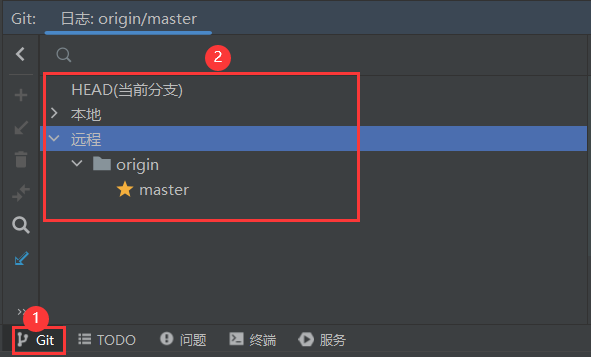 Git: 日志: origin/master
2
HEAD(当前分支)
本地
远程
origin
master
1
Git TODO 问题 终端 服务